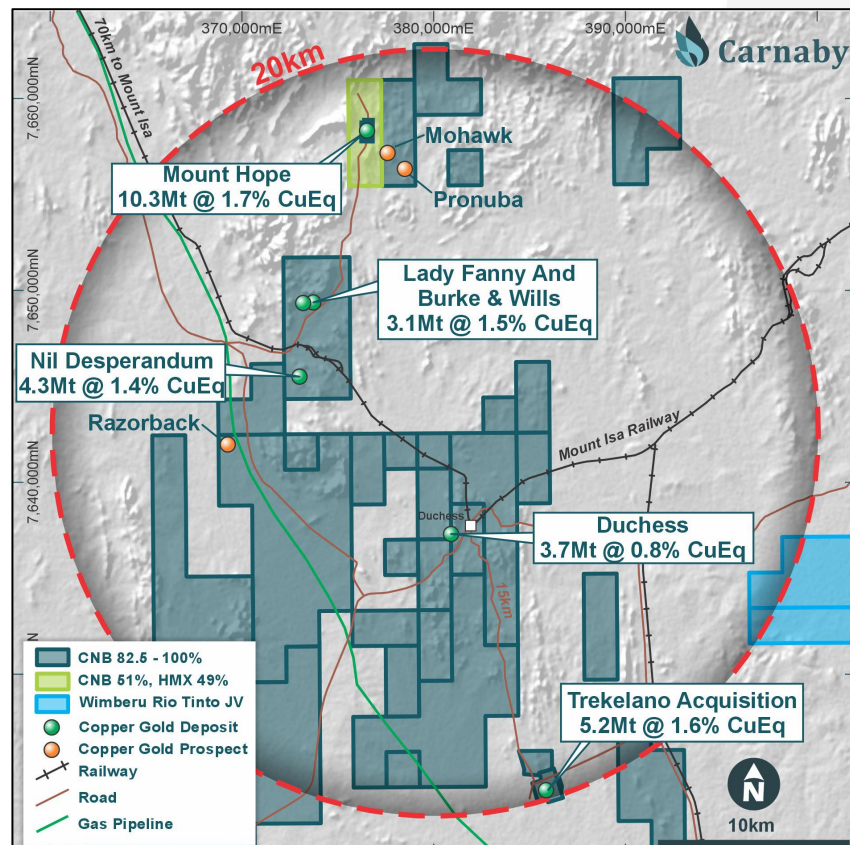 370,000mE
380,000mE
390,000mE
Carnaby
70km to Mount Isa
20km
7,660,000mN
Mohawk
Mount Hope
10.3Mt @ 1.7% CuEq
Pronuba
7,650,000mN
Lady Fanny And
Burke & Wills
3.1Mt @ 1.5% CuEq
Nil Desperandum
4.3Mt @ 1.4% CuEq
Razorback
Mount Isa Railway
7,640,000mN
Duchess
Duchess
3.7Mt @ 0.8% CuEq
15km
N
CNB 82.5 - 100%
CNB 51%, HMX 49%
Wimberu Rio Tinto JV
Copper Gold Deposit
Copper Gold Prospect
Railway
Road
Gas Pipeline
Trekelano Acquisition
5.2Mt @ 1.6% CuEq
N
10km